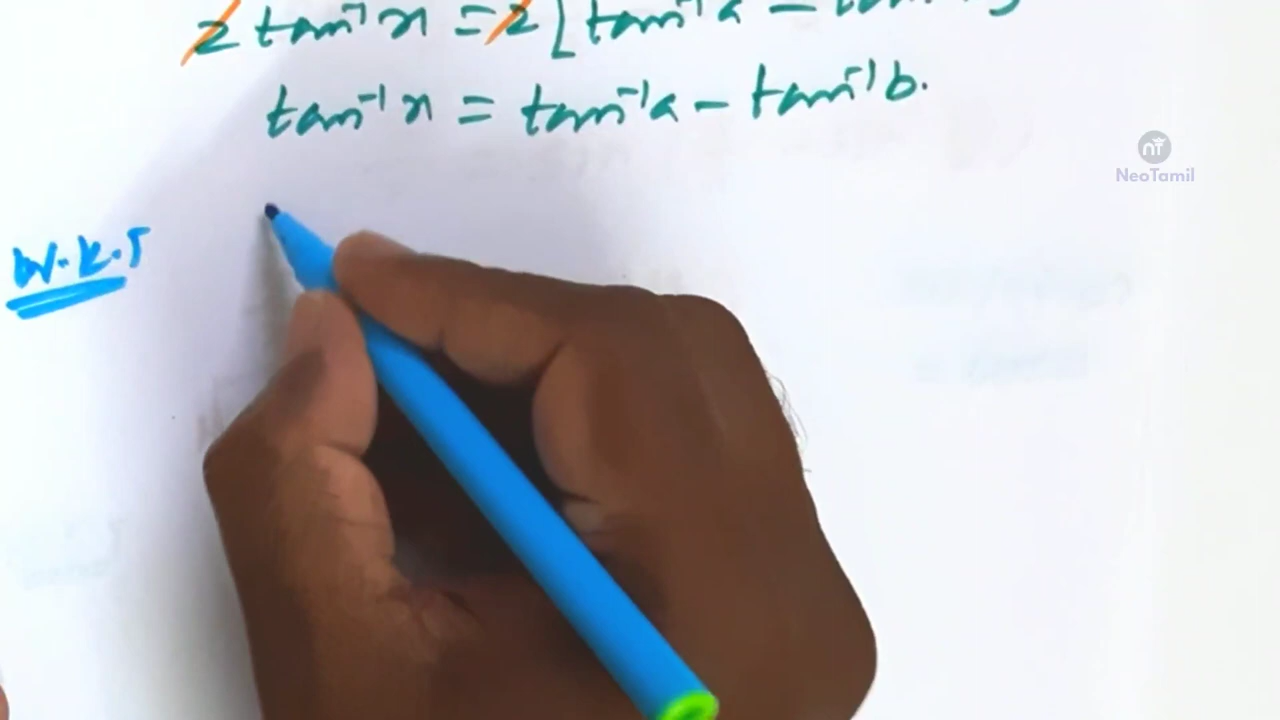 2 tan⁻¹x = 2 [tan⁻¹a -
tan⁻¹x = tan⁻¹a - tan⁻¹b.
NeoTamil
W.K.T